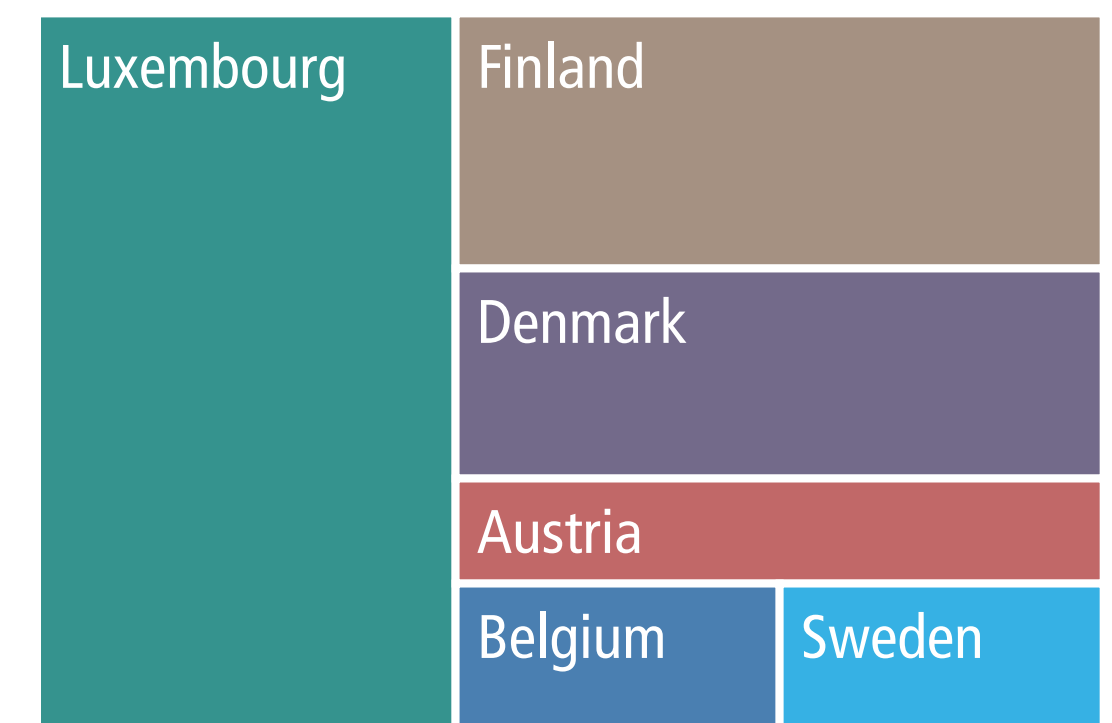 Luxembourg
Finland
Denmark
Austria
Belgium
Sweden